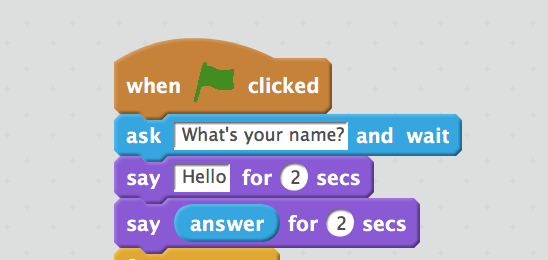 when clicked
ask What's your name? and wait
say Hello for 2 secs
say answer for 2 secs